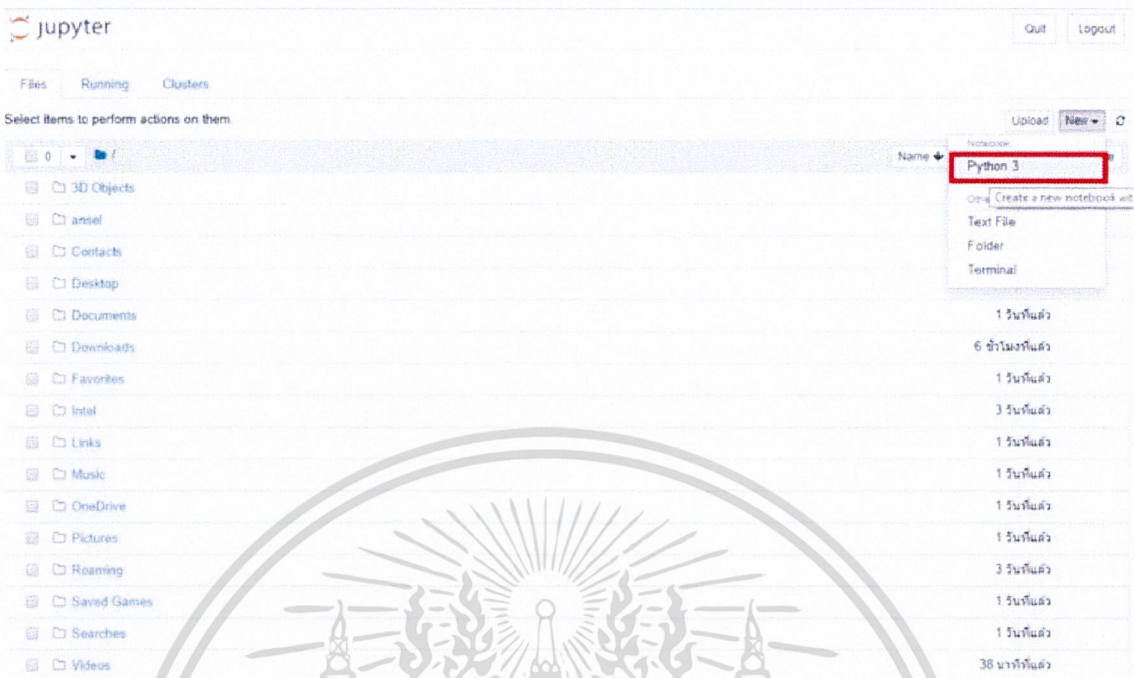 jupyter
Quit Logout
Files Running Clusters
Select items to perform actions on them.
Upload New
0 /
Name
Notebook:
Python 3
Create a new notebook wit
Text File
Folder
Terminal
3D Objects
ansel
Contacts
Desktop
Documents 1 วันที่แล้ว
Downloads 6 ชั่วโมงที่แล้ว
Favorites 1 วันที่แล้ว
Intel 3 วันที่แล้ว
Links 1 วันที่แล้ว
Music 1 วันที่แล้ว
OneDrive 1 วันที่แล้ว
Pictures 1 วันที่แล้ว
Roaming 3 วันที่แล้ว
Saved Games 1 วันที่แล้ว
Searches 1 วันที่แล้ว
Videos 38 นาทีที่แล้ว